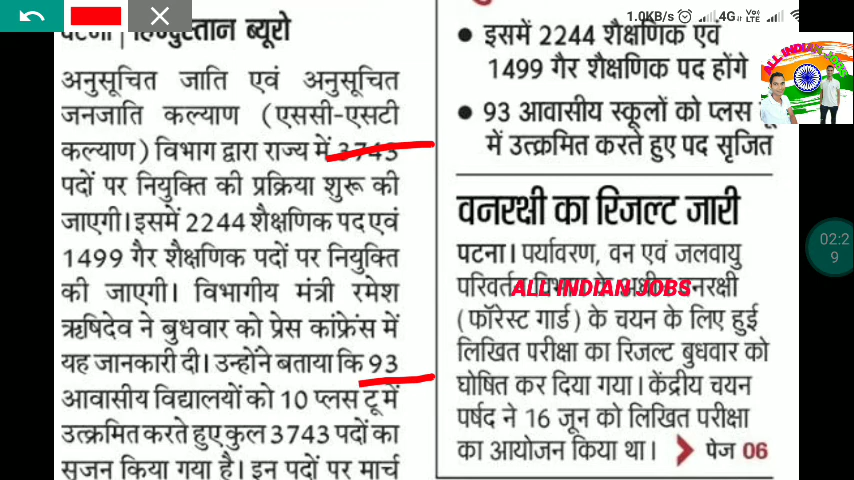 पटना | हिन्दुस्तान ब्यूरो
अनुसूचित जाति एवं अनुसूचित
जनजाति कल्याण (एससी-एसटी
कल्याण) विभाग द्वारा राज्य में 3743
पदों पर नियुक्ति की प्रक्रिया शुरू की
जाएगी। इसमें 2244 शैक्षणिक पद एवं
1499 गैर शैक्षणिक पदों पर नियुक्ति
की जाएगी। विभागीय मंत्री रमेश
ऋषिदेव ने बुधवार को प्रेस कांफ्रेंस में
यह जानकारी दी। उन्होंने बताया कि 93
आवासीय विद्यालयों को 10 प्लस टू में
उत्क्रमित करते हुए कुल 3743 पदों का
सृजन किया गया है। इन पदों पर मार्च
1.0KB/s 4G Vo) LTE
• इसमें 2244 शैक्षणिक एवं
1499 गैर शैक्षणिक पद होंगे
• 93 आवासीय स्कूलों को प्लस
में उत्क्रमित करते हुए पद सृजित
वनरक्षी का रिजल्ट जारी
पटना। पर्यावरण, वन एवं जलवायु
परिवर्तन वनरक्षी
(फॉरेस्ट गार्ड) के चयन के लिए हुई
लिखित परीक्षा का रिजल्ट बुधवार को
घोषित कर दिया गया। केंद्रीय चयन
पर्षद ने 16 जून को लिखित परीक्षा
का आयोजन किया था। पेज 06
ALL INDIAN JOBS
ALL INDIAN JOBS
02:2
9